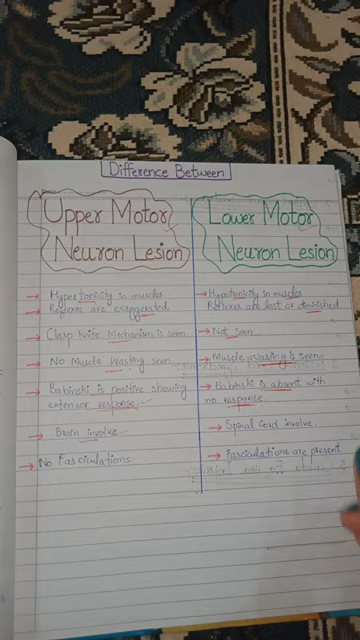 Difference Between
Upper Motor
Neuron Lesion
Lower Motor
Neuron Lesion
→ Hypertonicity in muscles
→ Reflexes are exaggerated
→ Clasp Knife Mechanism is seen
→ No Muscle Wasting seen
→ Babinski is positive showing
extensor response.
→ Brain involve
→ No Fasciculations
→ Hypotonicity in muscles
Reflexes are lost or diminished
→ Not Seen
→ Muscle wasting is seen
→ Babinski is absent with
no response.
→ Spinal Cord involve.
→ Fasciculations are present